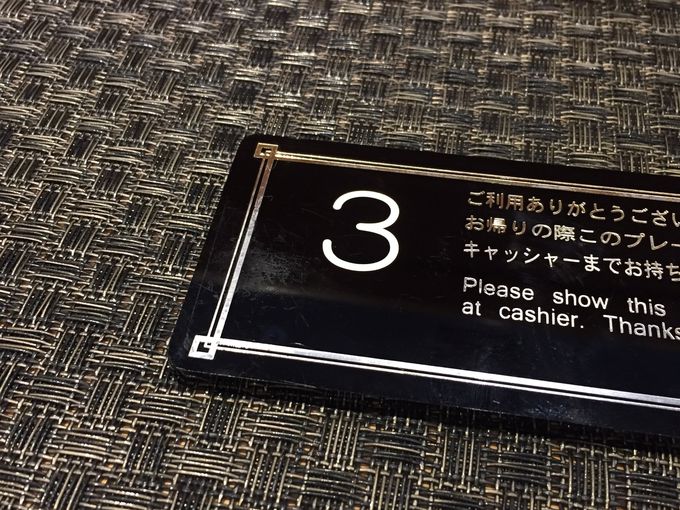 3
ご利用ありがとうござい
お帰りの際このプレー
キャッシャーまでお持ち
Please show this
at cashier. Thanks